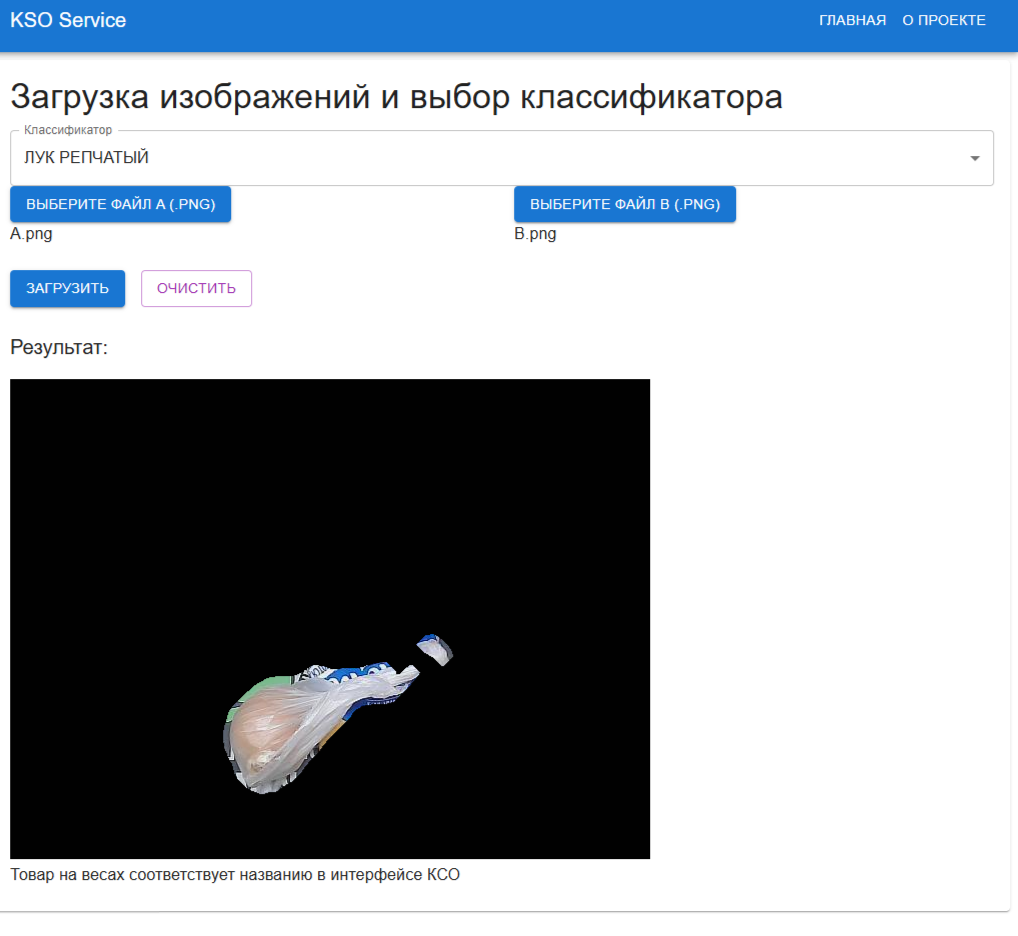 KSO Service
ГЛАВНАЯ О ПРОЕКТЕ
Загрузка изображений и выбор классификатора
Классификатор
ЛУК РЕПЧАТЫЙ
ВЫБЕРИТЕ ФАЙЛ A (.PNG) ВЫБЕРИТЕ ФАЙЛ B (.PNG)
A.png B.png
ЗАГРУЗИТЬ ОЧИСТИТЬ
Результат:
Товар на весах соответствует названию в интерфейсе КСО